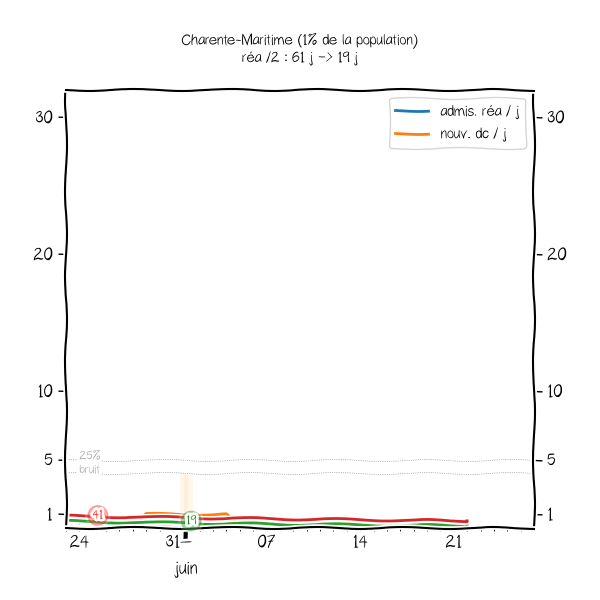 Charente-Maritime (1% de la population)
réa /2 : 61 j -> 19 j
admis. réa / j
nouv. dc / j
30 30
20 20
10 10
5 5
25%
bruit
1 1
41
19
24 31 07 14 21
juin